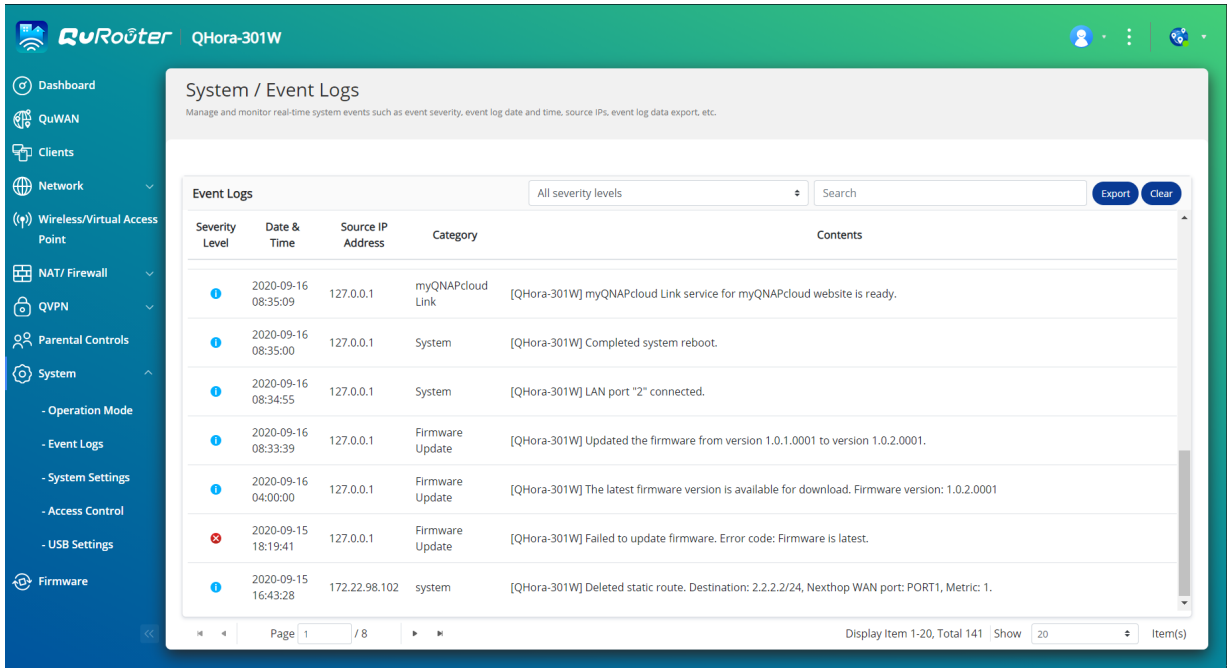 QuRouter QHora-301W
Dashboard
QuWAN
Clients
Network
Wireless/Virtual Access
Point
NAT/ Firewall
QVPN
Parental Controls
System
- Operation Mode
- Event Logs
- System Settings
- Access Control
- USB Settings
Firmware
System / Event Logs
Manage and monitor real-time system events such as event severity, event log date and time, source IPs, event log data export, etc.
Event Logs All severity levels Search Export Clear
Severity Date & Source IP
Level Time Address Category Contents
2020-09-16 myQNAPcloud
08:35:09 127.0.0.1 Link [QHora-301W] myQNAPcloud Link service for myQNAPcloud website is ready.
2020-09-16
08:35:00 127.0.0.1 System [QHora-301W] Completed system reboot.
2020-09-16
08:34:55 127.0.0.1 System [QHora-301W] LAN port "2" connected.
2020-09-16 Firmware
08:33:39 127.0.0.1 Update [QHora-301W] Updated the firmware from version 1.0.1.0001 to version 1.0.2.0001.
2020-09-16 Firmware
04:00:00 127.0.0.1 Update [QHora-301W] The latest firmware version is available for download. Firmware version: 1.0.2.0001
2020-09-15 Firmware
18:19:41 127.0.0.1 Update [QHora-301W] Failed to update firmware. Error code: Firmware is latest.
2020-09-15
16:43:28 172.22.98.102 system [QHora-301W] Deleted static route. Destination: 2.2.2.2/24, Nexthop WAN port: PORT1, Metric: 1.
Page 1 / 8 Display Item 1-20, Total 141 Show 20 Item(s)